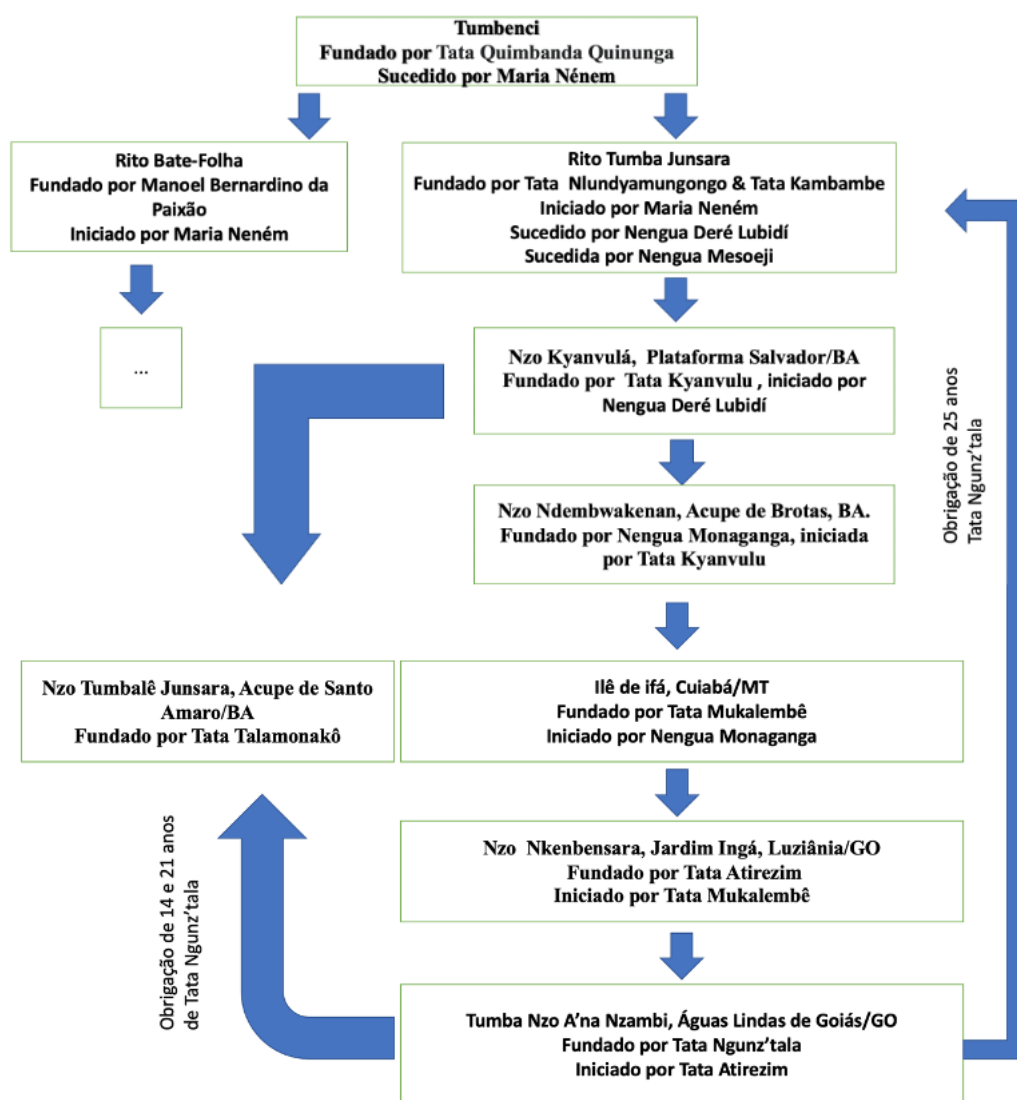 Tumbenci
Fundado por Tata Quimbanda Quinunga
Sucedido por Maria Nénem
Rito Bate-Folha
Fundado por Manoel Bernardino da
Paixão
Iniciado por Maria Neném
Rito Tumba Junsara
Fundado por Tata Nlundyamungongo & Tata Kambambe
Iniciado por Maria Neném
Sucedido por Nengua Deré Lubidí
Sucedida por Nengua Mesoeji
...
Nzo Kyanvulá, Plataforma Salvador/BA
Fundado por Tata Kyanvulu , iniciado por
Nengua Deré Lubidí
Obrigação de 25 anos
Tata Ngunz’tala
Nzo Ndembwakenan, Acupe de Brotas, BA.
Fundado por Nengua Monaganga, iniciada
por Tata Kyanvulu
Nzo Tumbalê Junsara, Acupe de Santo
Amaro/BA
Fundado por Tata Talamonakô
Ilê de ifá, Cuiabá/MT
Fundado por Tata Mukalembê
Iniciado por Nengua Monaganga
Obrigação de 14 e 21 anos
de Tata Ngunz’tala
Nzo Nkenbensara, Jardim Ingá, Luziânia/GO
Fundado por Tata Atirezim
Iniciado por Tata Mukalembê
Tumba Nzo A’na Nzambi, Águas Lindas de Goiás/GO
Fundado por Tata Ngunz’tala
Iniciado por Tata Atirezim